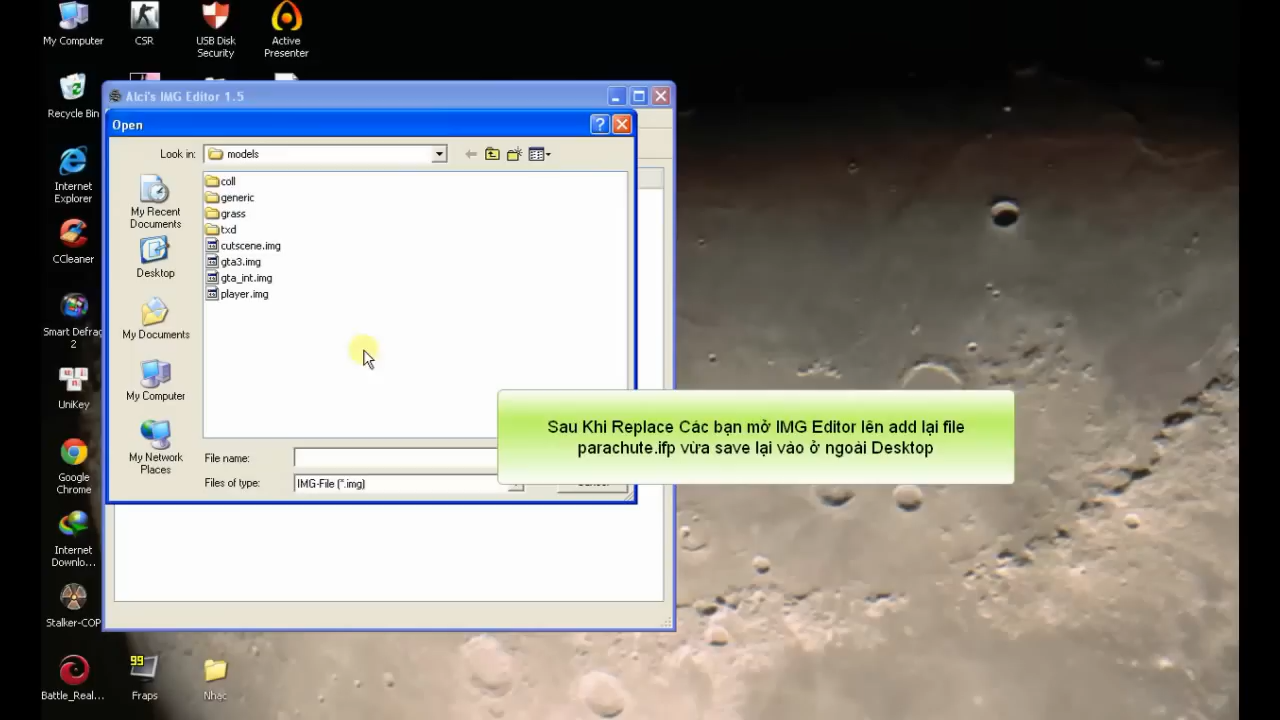 My Computer
CSR
USB Disk
Security
Active
Presenter
Recycle Bin
Internet
Explorer
CCleaner
Smart Defrag
2
UniKey
Google
Chrome
Internet
Downlo...
Stalker-COP
Battle_Real...
Fraps
99
Nhạc
Alci's IMG Editor 1.5
Open
Look in:
models
coll
generic
grass
txd
cutscene.img
gta3.img
gta_int.img
player.img
My Recent
Documents
Desktop
My Documents
My Computer
My Network
Places
File name:
Files of type:
IMG-File (*.img)
Sau Khi Replace Các bạn mở IMG Editor lên add lại file
parachute.ifp vừa save lại vào ở ngoài Desktop